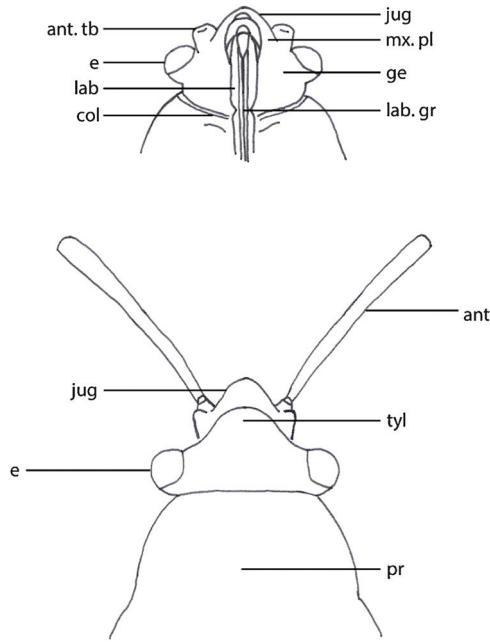 ant. tb
jug
mx. pl
e
ge
lab
lab. gr
col
ant
jug
tyl
e
pr